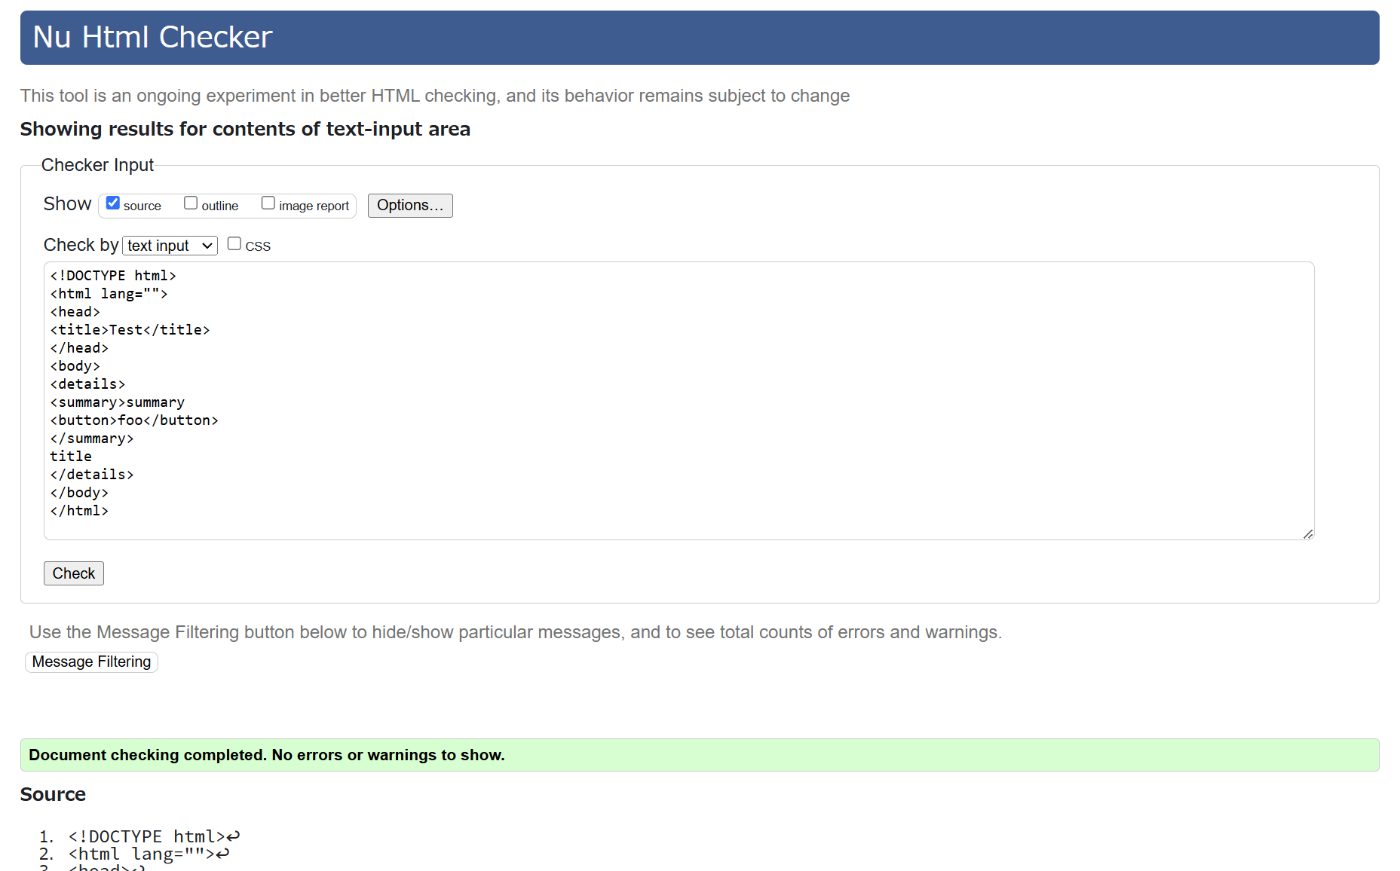 Nu Html Checker
This tool is an ongoing experiment in better HTML checking, and its behavior remains subject to change
Showing results for contents of text-input area
Checker Input
Show source outline image report Options...
Check by text input CSS
<!DOCTYPE html>
<html lang="">
<head>
<title>Test</title>
</head>
<body>
<details>
<summary>summary
<button>foo</button>
</summary>
title
</details>
</body>
</html>
Check
Use the Message Filtering button below to hide/show particular messages, and to see total counts of errors and warnings.
Message Filtering
Document checking completed. No errors or warnings to show.
Source
1. <!DOCTYPE html>↩
2. <html lang="">↩
3. <head>↩